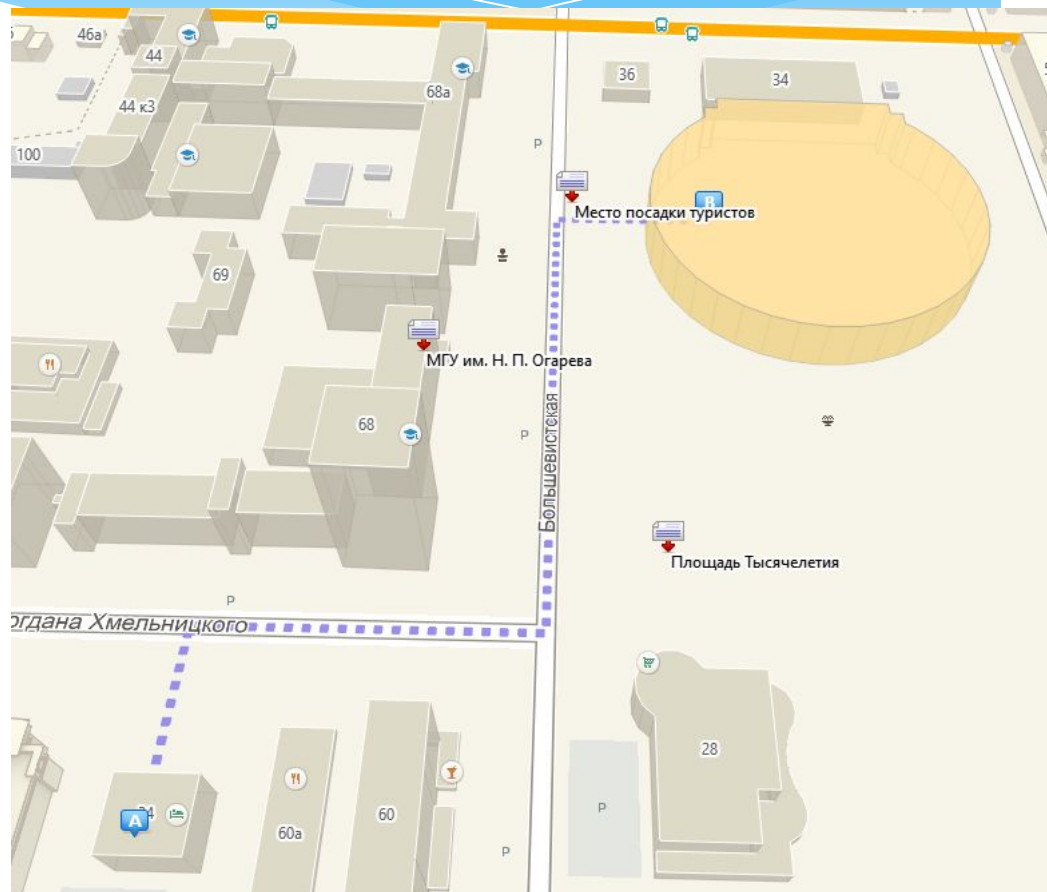 46а
44
36
34
68а
44 к3
100
Р
B
Место посадки туристов
69
МГУ им. Н. П. Огарева
68
Р
Большевистская
Площадь Тысячелетия
Р
огдана Хмельницкого
28
A
60а
60
Р
Р